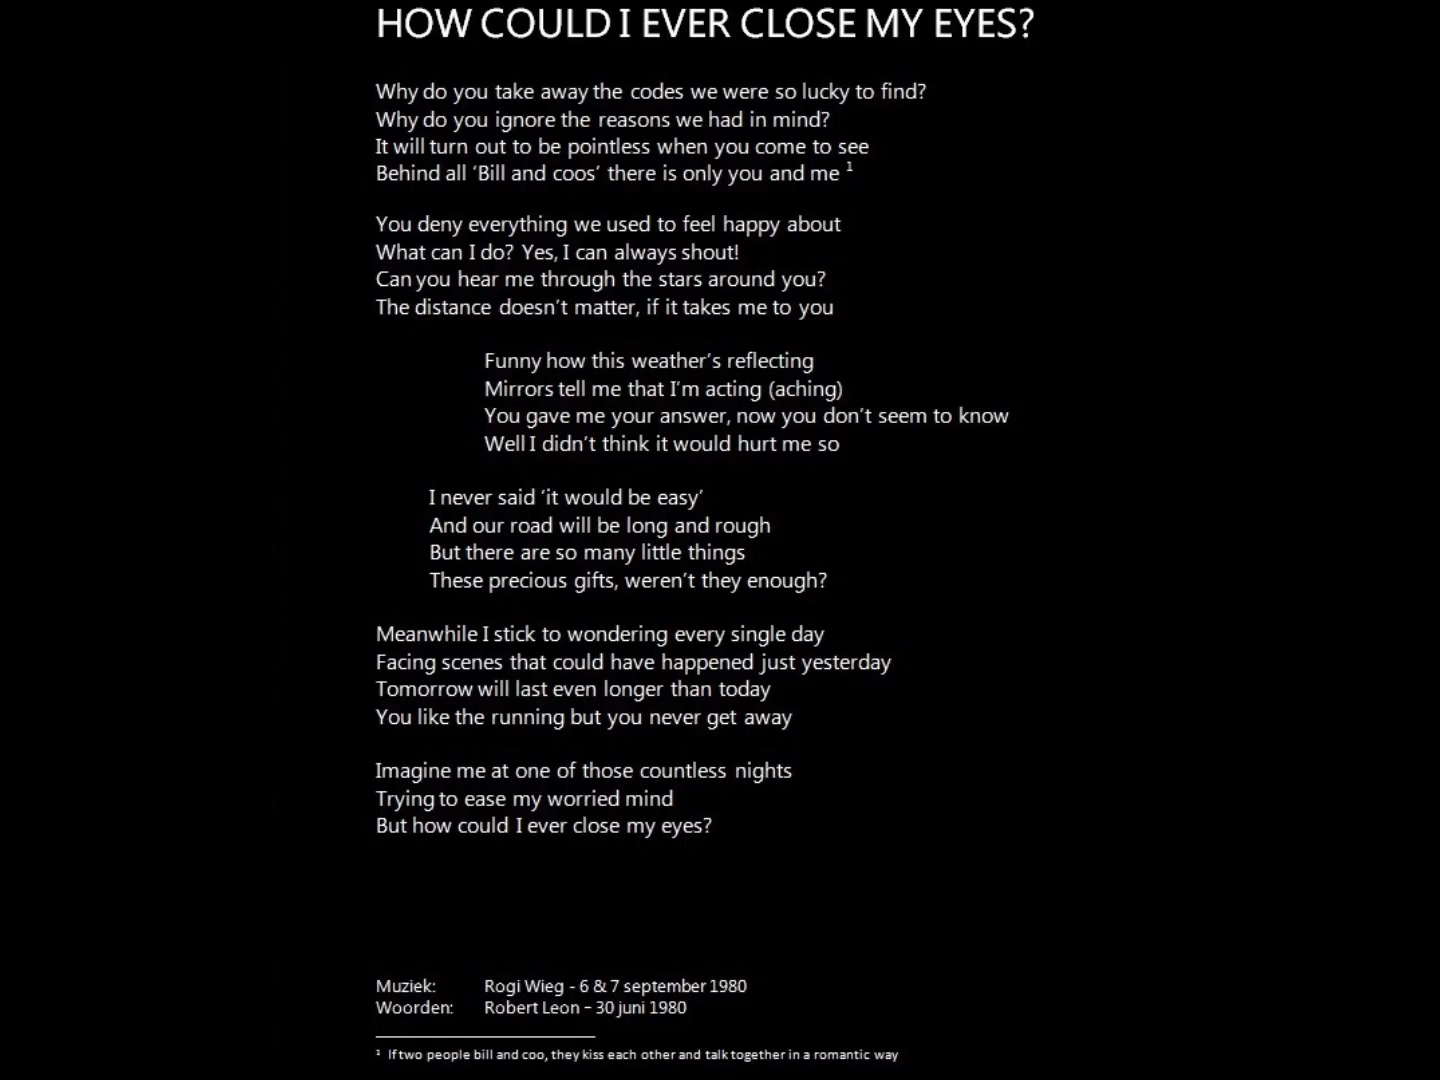 HOW COULD I EVER CLOSE MY EYES?
Why do you take away the codes we were so lucky to find?
Why do you ignore the reasons we had in mind?
It will turn out to be pointless when you come to see
Behind all ‘Bill and coos’ there is only you and me ¹
You deny everything we used to feel happy about
What can I do? Yes, I can always shout!
Can you hear me through the stars around you?
The distance doesn’t matter, if it takes me to you
Funny how this weather’s reflecting
Mirrors tell me that I’m acting (aching)
You gave me your answer, now you don’t seem to know
Well I didn’t think it would hurt me so
I never said ‘it would be easy’
And our road will be long and rough
But there are so many little things
These precious gifts, weren’t they enough?
Meanwhile I stick to wondering every single day
Facing scenes that could have happened just yesterday
Tomorrow will last even longer than today
You like the running but you never get away
Imagine me at one of those countless nights
Trying to ease my worried mind
But how could I ever close my eyes?
Muziek: Rogi Wieg - 6 & 7 september 1980
Woorden: Robert Leon – 30 juni 1980
¹ If two people bill and coo, they kiss each other and talk together in a romantic way